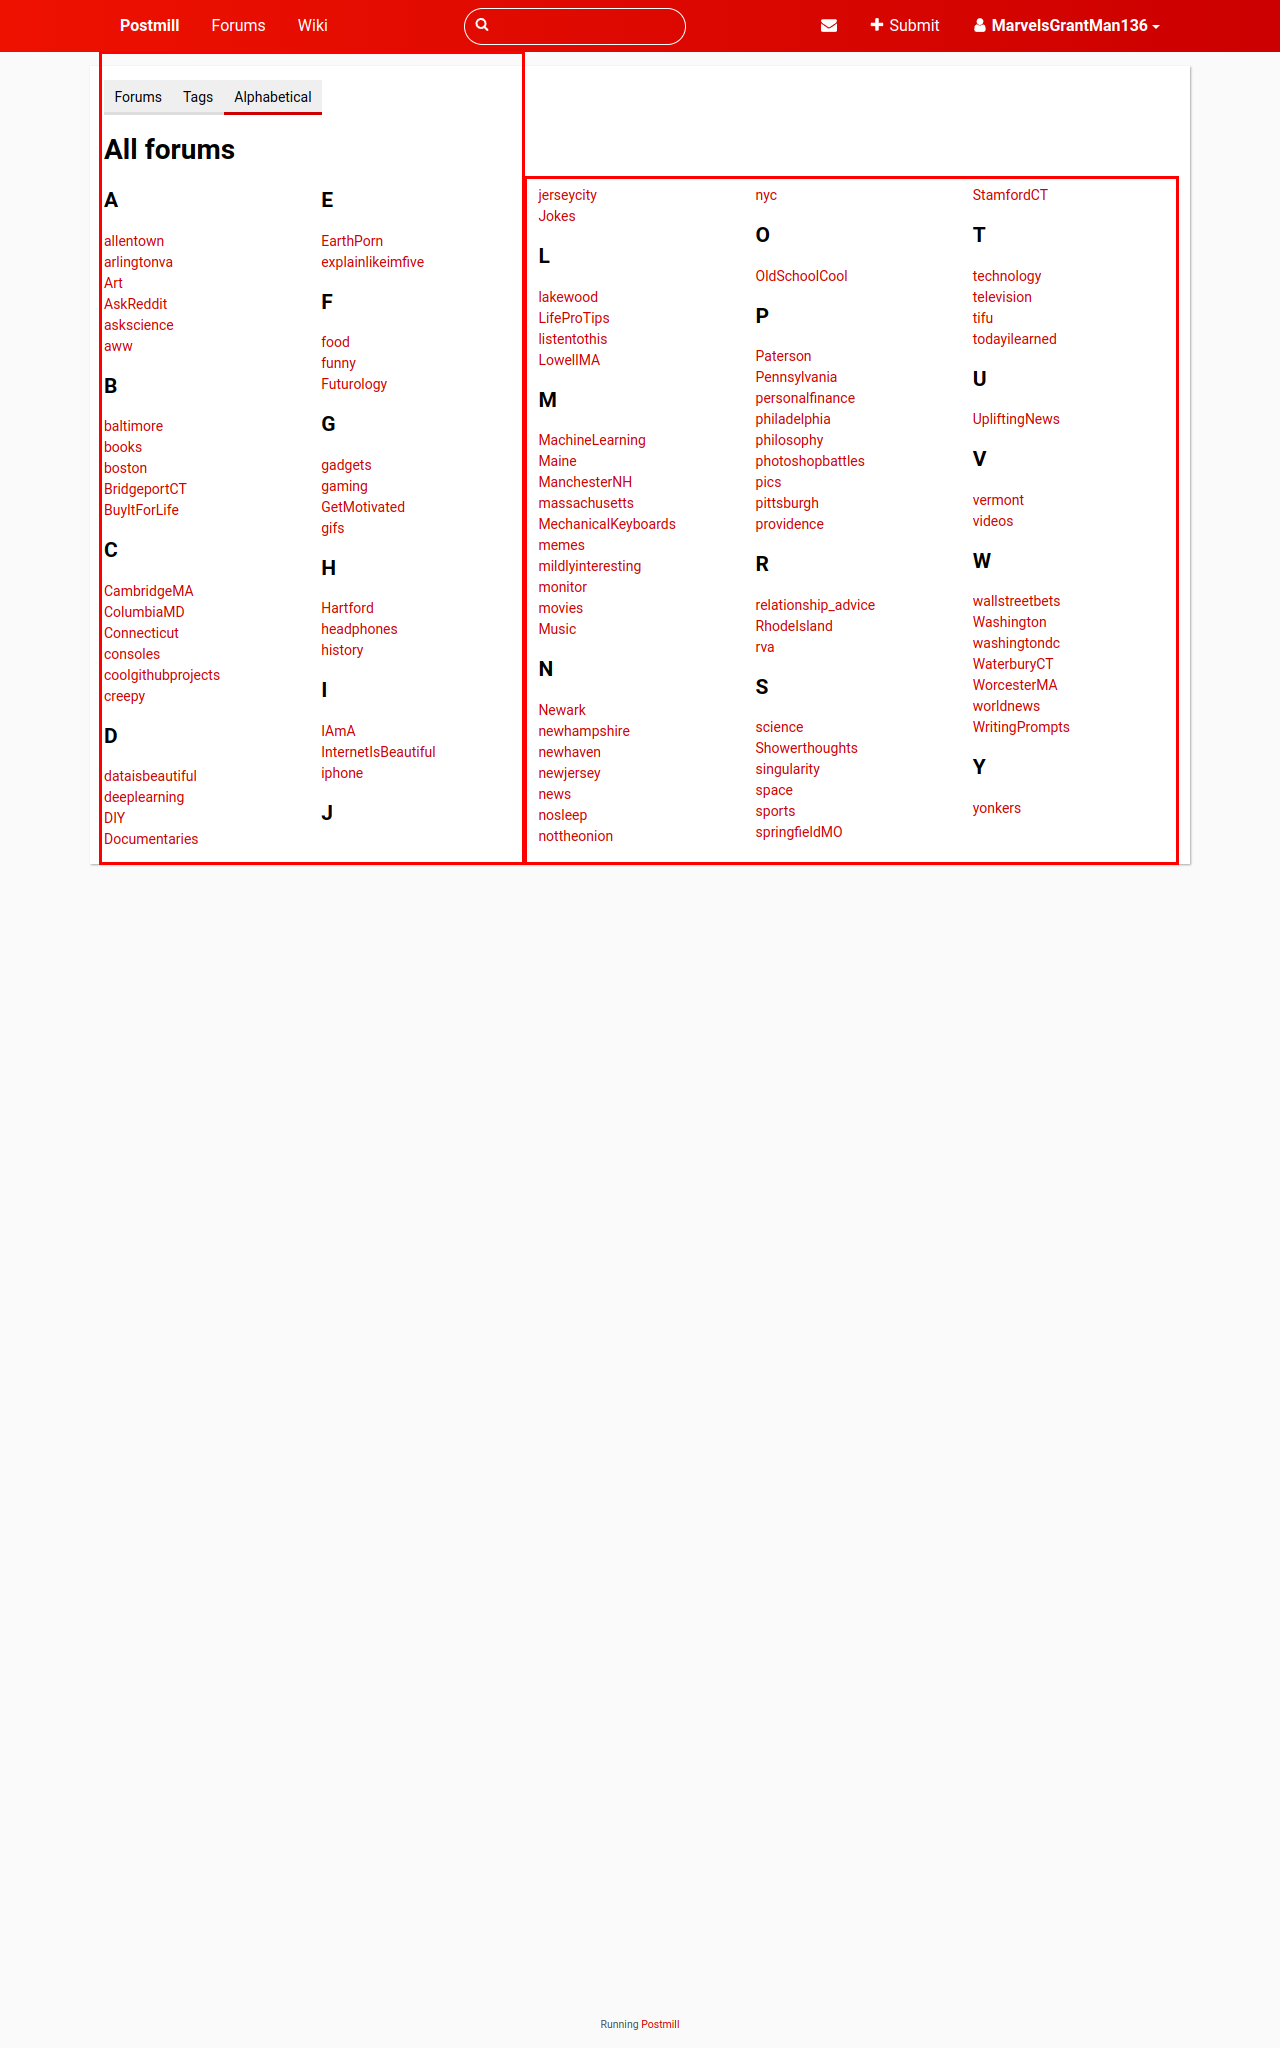 Postmill Forums Wiki Submit MarvelsGrantMan136
Forums Tags Alphabetical
All forums
A
allentown
arlingtonva
Art
AskReddit
askscience
aww
B
baltimore
books
boston
BridgeportCT
BuyItForLife
C
CambridgeMA
ColumbiaMD
Connecticut
consoles
coolgithubprojects
creepy
D
dataisbeautiful
deeplearning
DIY
Documentaries
E
EarthPorn
explainlikeimfive
F
food
funny
Futurology
G
gadgets
gaming
GetMotivated
gifs
H
Hartford
headphones
history
I
IAmA
InternetIsBeautiful
iphone
J
jerseycity
Jokes
L
lakewood
LifeProTips
listentothis
LowellMA
M
MachineLearning
Maine
ManchesterNH
massachusetts
MechanicalKeyboards
memes
mildlyinteresting
monitor
movies
Music
N
Newark
newhampshire
newhaven
newjersey
news
nosleep
nottheonion
nyc
O
OldSchoolCool
P
Paterson
Pennsylvania
personalfinance
philadelphia
philosophy
photoshopbattles
pics
pittsburgh
providence
R
relationship_advice
RhodeIsland
rva
S
science
Showerthoughts
singularity
space
sports
springfieldMO
StamfordCT
T
technology
television
tifu
todayilearned
U
UpliftingNews
V
vermont
videos
W
wallstreetbets
Washington
washingtondc
WaterburyCT
WorcesterMA
worldnews
WritingPrompts
Y
yonkers
Running Postmill